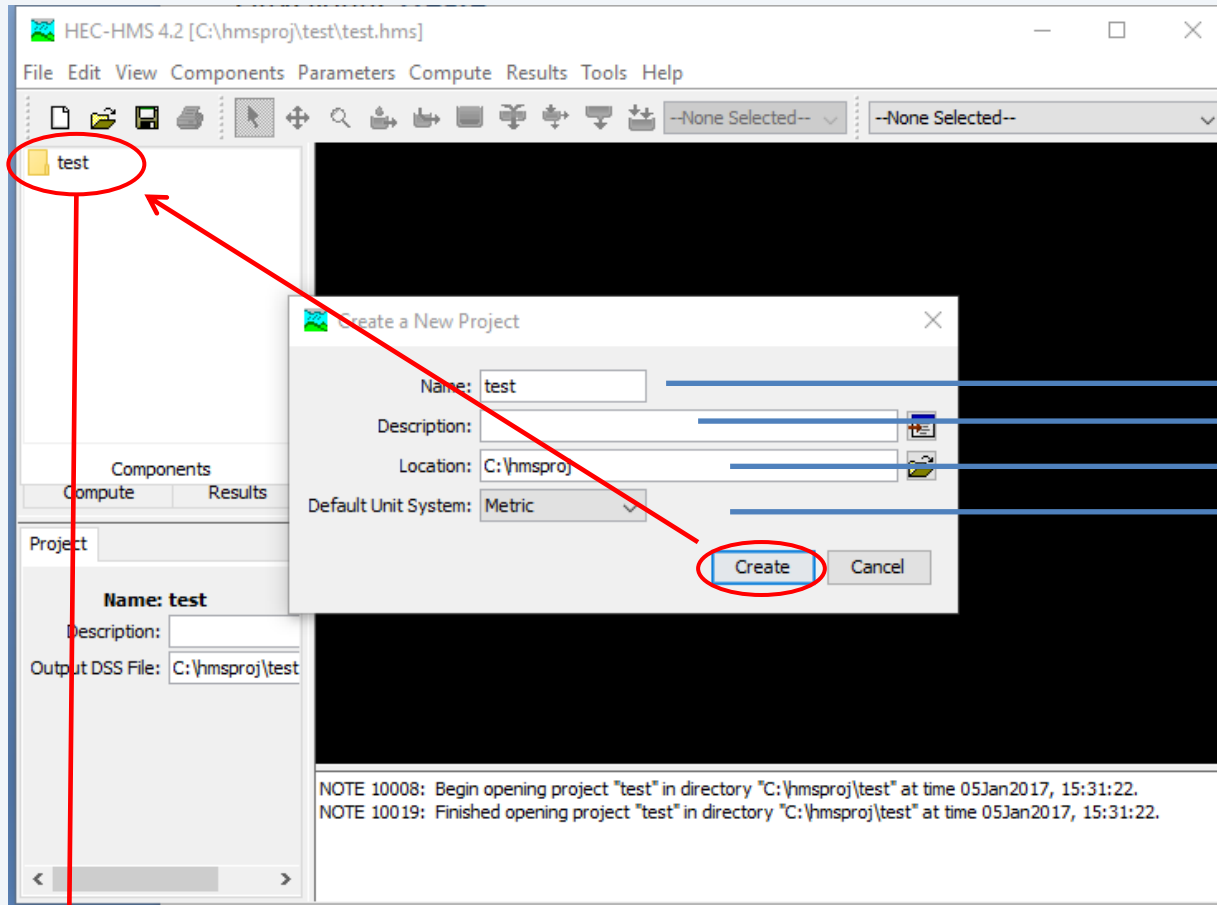 HEC-HMS 4.2 [C:\hmsproj\test\test.hms]
File Edit View Components Parameters Compute Results Tools Help
--None Selected-- --None Selected--
test
Create a New Project
Name: test
Description:
Location: C:\hmsproj
Default Unit System: Metric
Create Cancel
Components
Compute Results
Project
Name: test
Description:
Output DSS File: C:\hmsproj\test
NOTE 10008: Begin opening project "test" in directory "C:\hmsproj\test" at time 05Jan2017, 15:31:22.
NOTE 10019: Finished opening project "test" in directory "C:\hmsproj\test" at time 05Jan2017, 15:31:22.